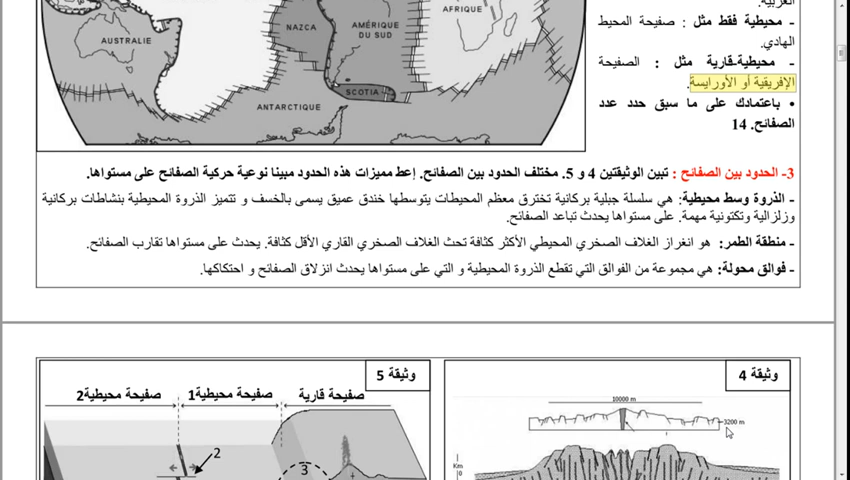 الغربية.
- محيطية فقط مثل : صفيحة المحيط
الهادي.
- محيطية-قارية مثل : الصفيحة
الإفريقية أو الأورايسة.
• باعتمادك على ما سبق حدد عدد
الصفائح. 14
AUSTRALIE
NAZCA
AMÉRIQUE
DU SUD
AFRIQUE
SCOTIA
ANTARCTIQUE
3- الحدود بين الصفائح : تبين الوثيقتين 4 و 5. مختلف الحدود بين الصفائح. إعط مميزات هذه الحدود مبينا نوعية حركية الصفائح على مستواها.
- الذروة وسط محيطية: هي سلسلة جبلية بركانية تخترق معظم المحيطات يتوسطها خندق عميق يسمى بالخسف و تتميز الذروة المحيطية بنشاطات بركانية
وزلزالية وتكتونية مهمة. على مستواها يحدث تباعد الصفائح.
- منطقة الطمر: هو انغراز الغلاف الصخري المحيطي الأكثر كثافة تحث الغلاف الصخري القاري الأقل كثافة. يحدث على مستواها تقارب الصفائح.
- فوالق محولة: هي مجموعة من الفوالق التي تقطع الذروة المحيطية و التي على مستواها يحدث انزلاق الصفائح و احتكاكها.
وثيقة 4
10000 m
3200 m
Km
0
وثيقة 5
صفيحة قارية
صفيحة محيطية1
صفيحة محيطية2
2
3